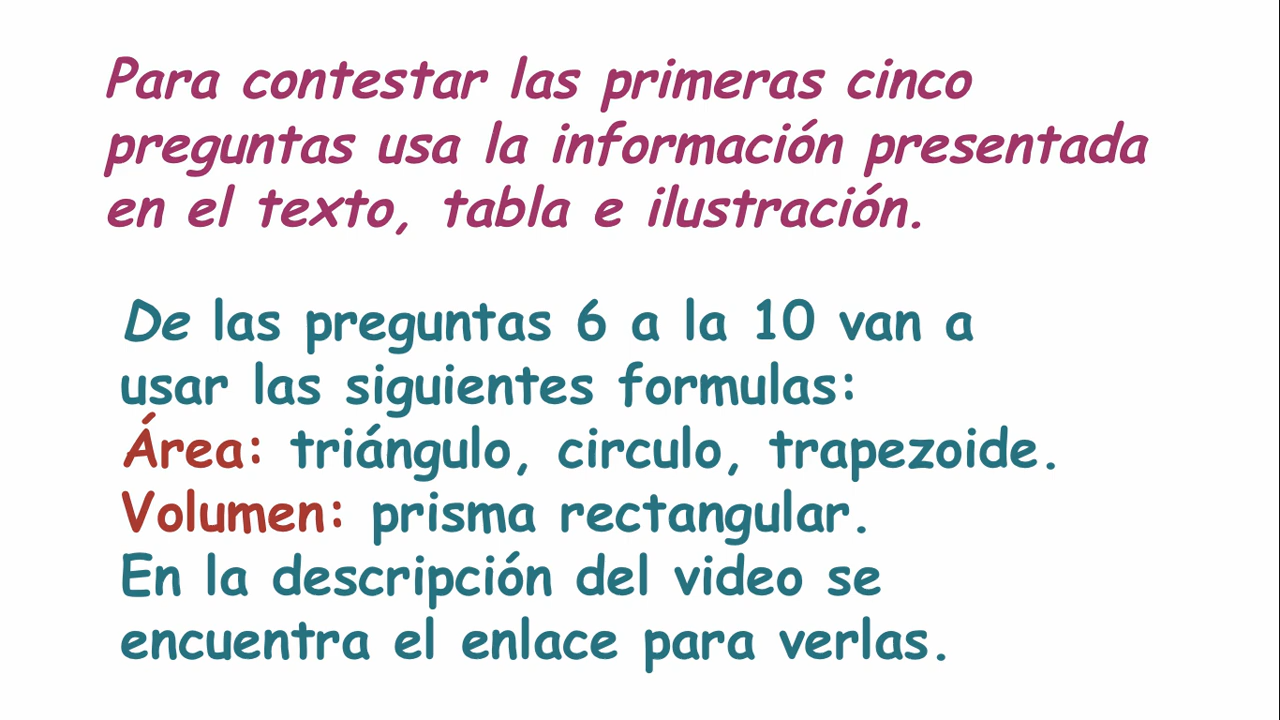 Para contestar las primeras cinco
preguntas usa la información presentada
en el texto, tabla e ilustración.
De las preguntas 6 a la 10 van a
usar las siguientes formulas:
Área: triángulo, circulo, trapezoide.
Volumen: prisma rectangular.
En la descripción del video se
encuentra el enlace para verlas.